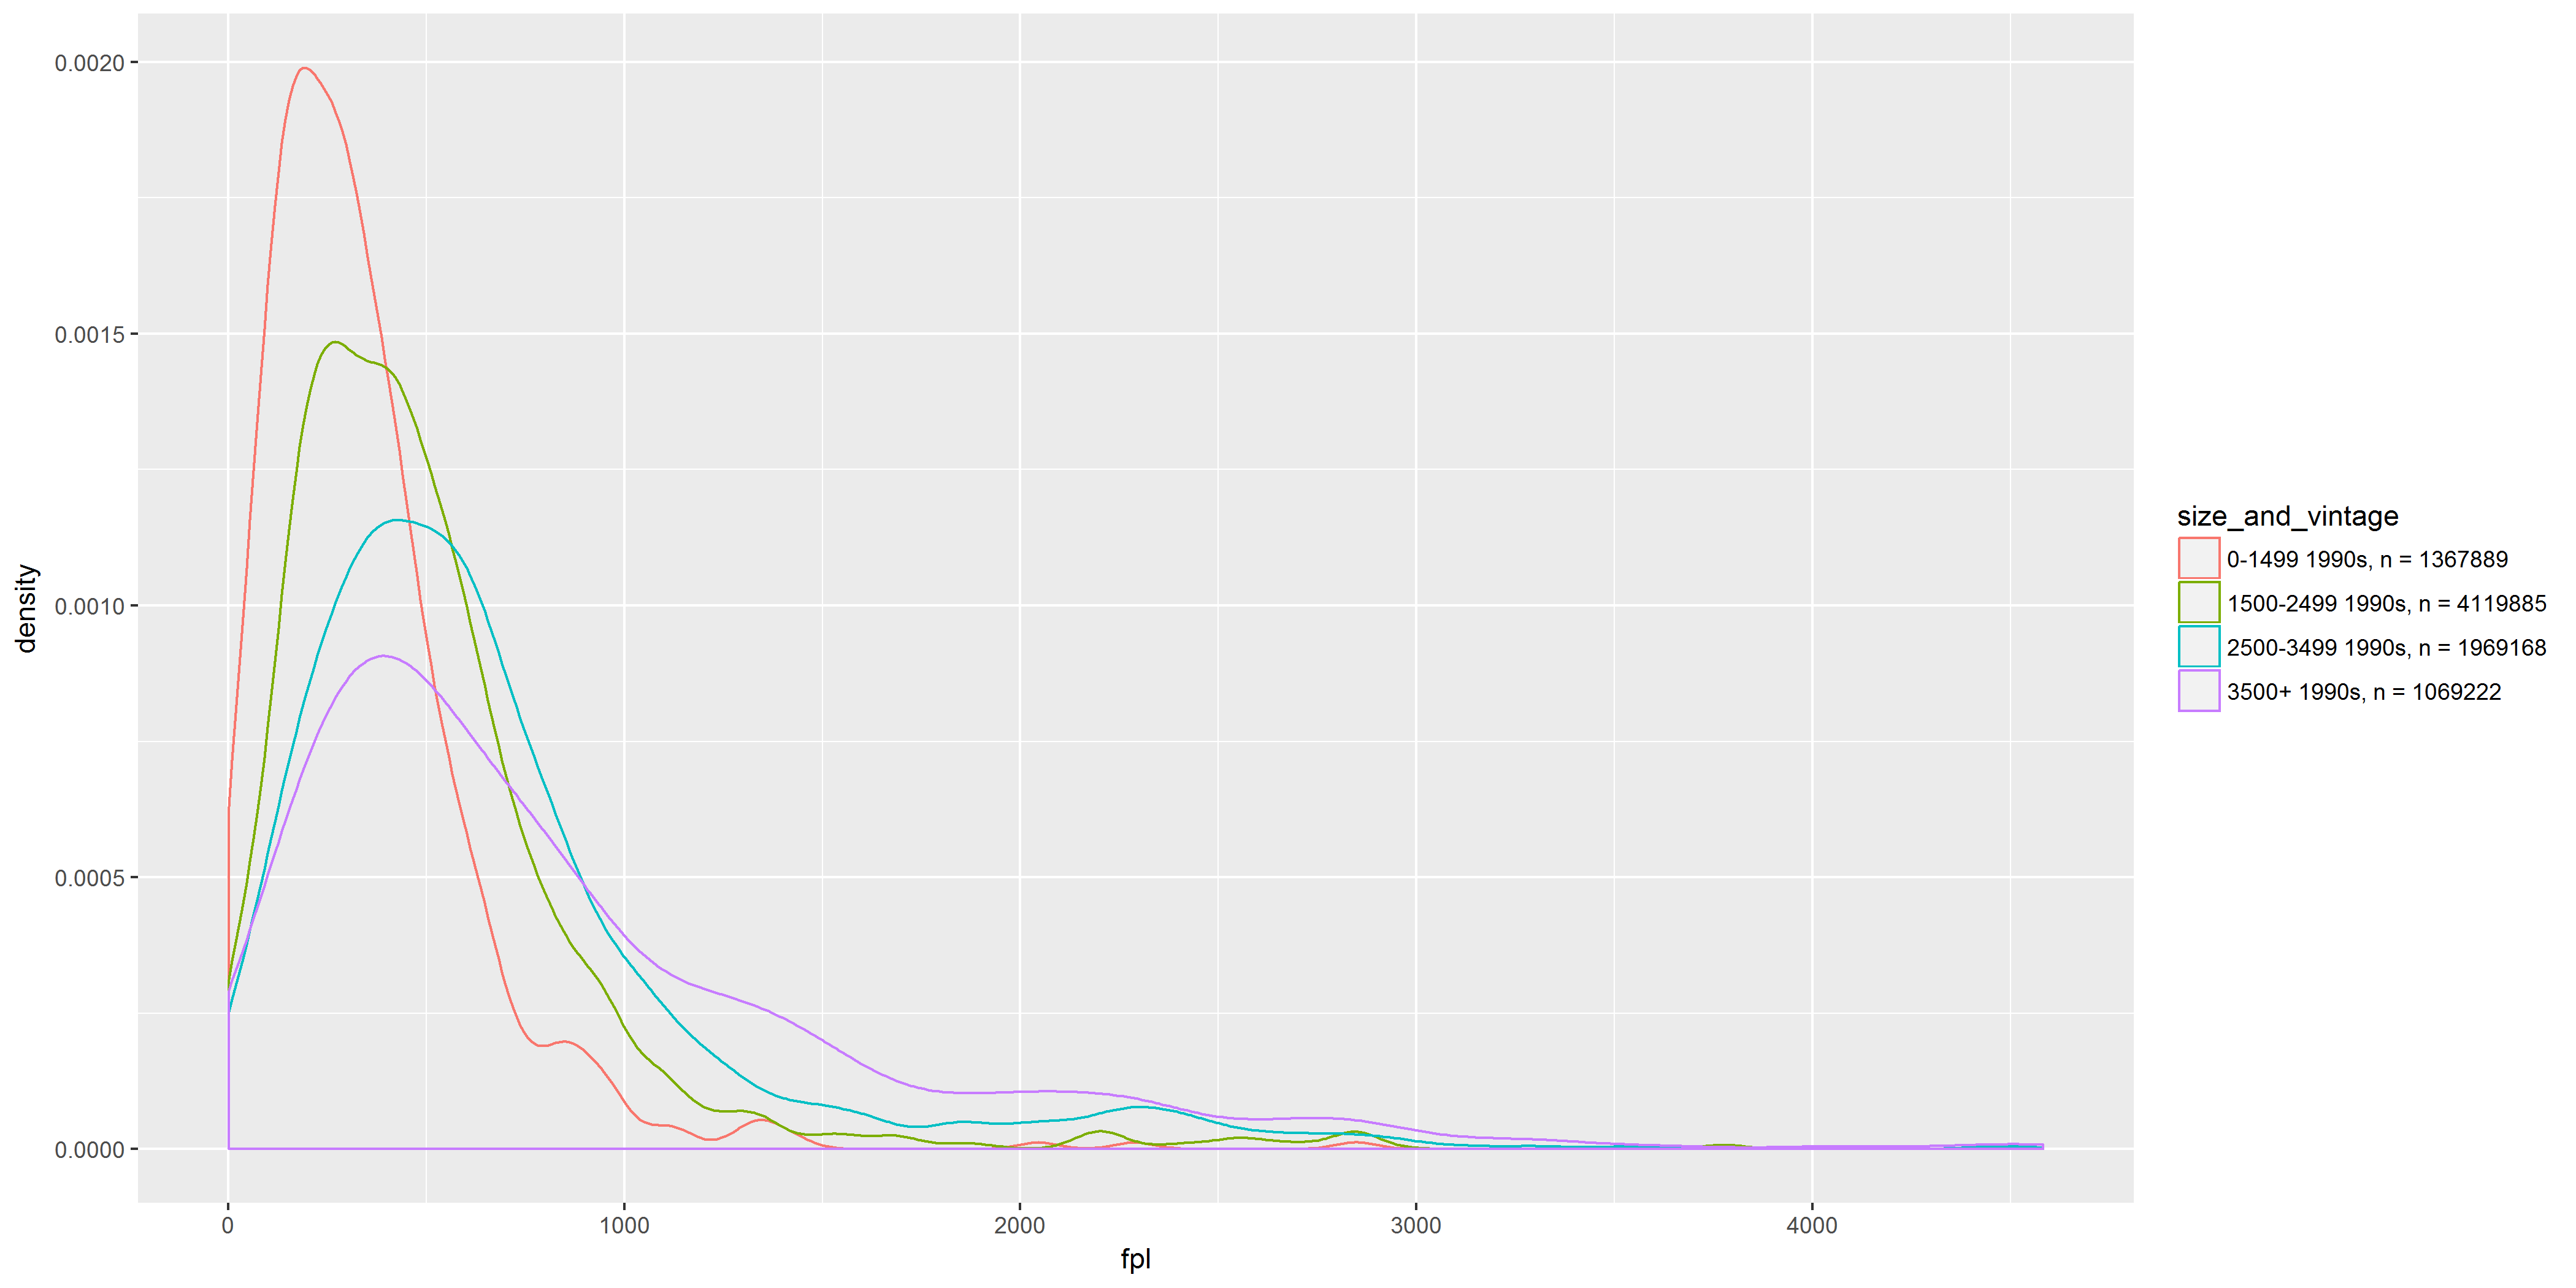 0.0020
0.0015
0.0010
0.0005
0.0000
density
0
1000
2000
3000
4000
fpl
size_and_vintage
0-1499 1990s, n = 1367889
1500-2499 1990s, n = 4119885
2500-3499 1990s, n = 1969168
3500+ 1990s, n = 1069222